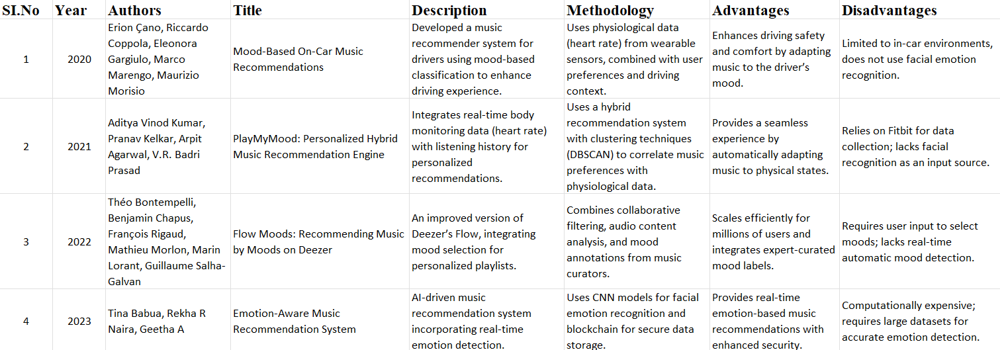 SI.No Year Authors Title Description Methodology Advantages Disadvantages
1
2020
Erion Çano, Riccardo
Coppola, Eleonora
Gargiulo, Marco
Marengo, Maurizio
Morisio
Mood-Based On-Car Music
Recommendations
Developed a music
recommender system for
drivers using mood-based
classification to enhance
driving experience.
Uses physiological data
(heart rate) from wearable
sensors, combined with user
preferences and driving
context.
Enhances driving safety
and comfort by adapting
music to the driver’s
mood.
Limited to in-car environments,
does not use facial emotion
recognition.
2
2021
Aditya Vinod Kumar,
Pranav Kelkar, Arpit
Agarwal, V.R. Badri
Prasad
PlayMyMood: Personalized Hybrid
Music Recommendation Engine
Integrates real-time body
monitoring data (heart rate)
with listening history for
personalized
recommendations.
Uses a hybrid
recommendation system
with clustering techniques
(DBSCAN) to correlate music
preferences with
physiological data.
Provides a seamless
experience by
automatically adapting
music to physical states.
Relies on Fitbit for data
collection; lacks facial
recognition as an input source.
3
2022
Théo Bontempelli,
Benjamin Chapus,
François Rigaud,
Mathieu Morlon, Marin
Lorant, Guillaume Salha-
Galvan
Flow Moods: Recommending Music
by Moods on Deezer
An improved version of
Deezer’s Flow, integrating
mood selection for
personalized playlists.
Combines collaborative
filtering, audio content
analysis, and mood
annotations from music
curators.
Scales efficiently for
millions of users and
integrates expert-curated
mood labels.
Requires user input to select
moods; lacks real-time
automatic mood detection.
4
2023
Tina Babua, Rekha R
Naira, Geetha A
Emotion-Aware Music
Recommendation System
AI-driven music
recommendation system
incorporating real-time
emotion detection.
Uses CNN models for facial
emotion recognition and
blockchain for secure data
storage.
Provides real-time
emotion-based music
recommendations with
enhanced security.
Computationally expensive;
requires large datasets for
accurate emotion detection.